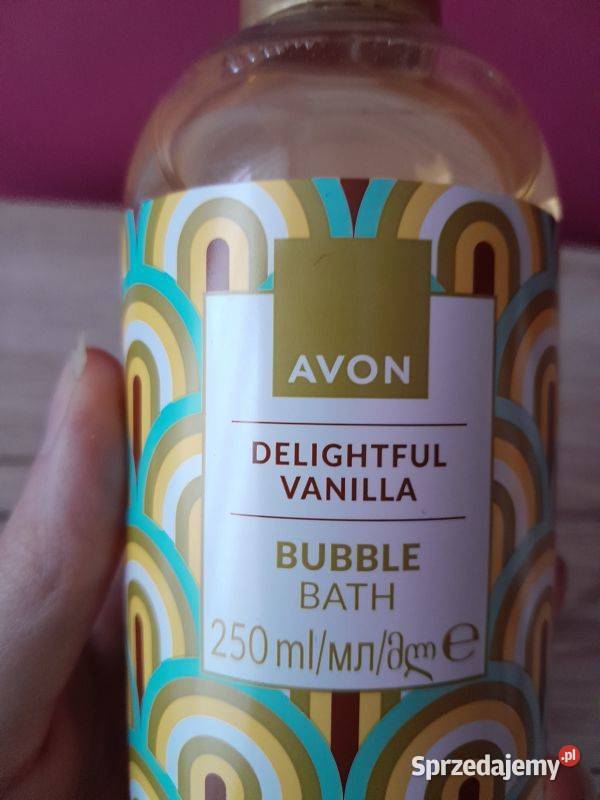 AVON
DELIGHTFUL
VANILLA
BUBBLE
BATH
250 ml/мл/მლ ℮
Sprzedajemy.pl